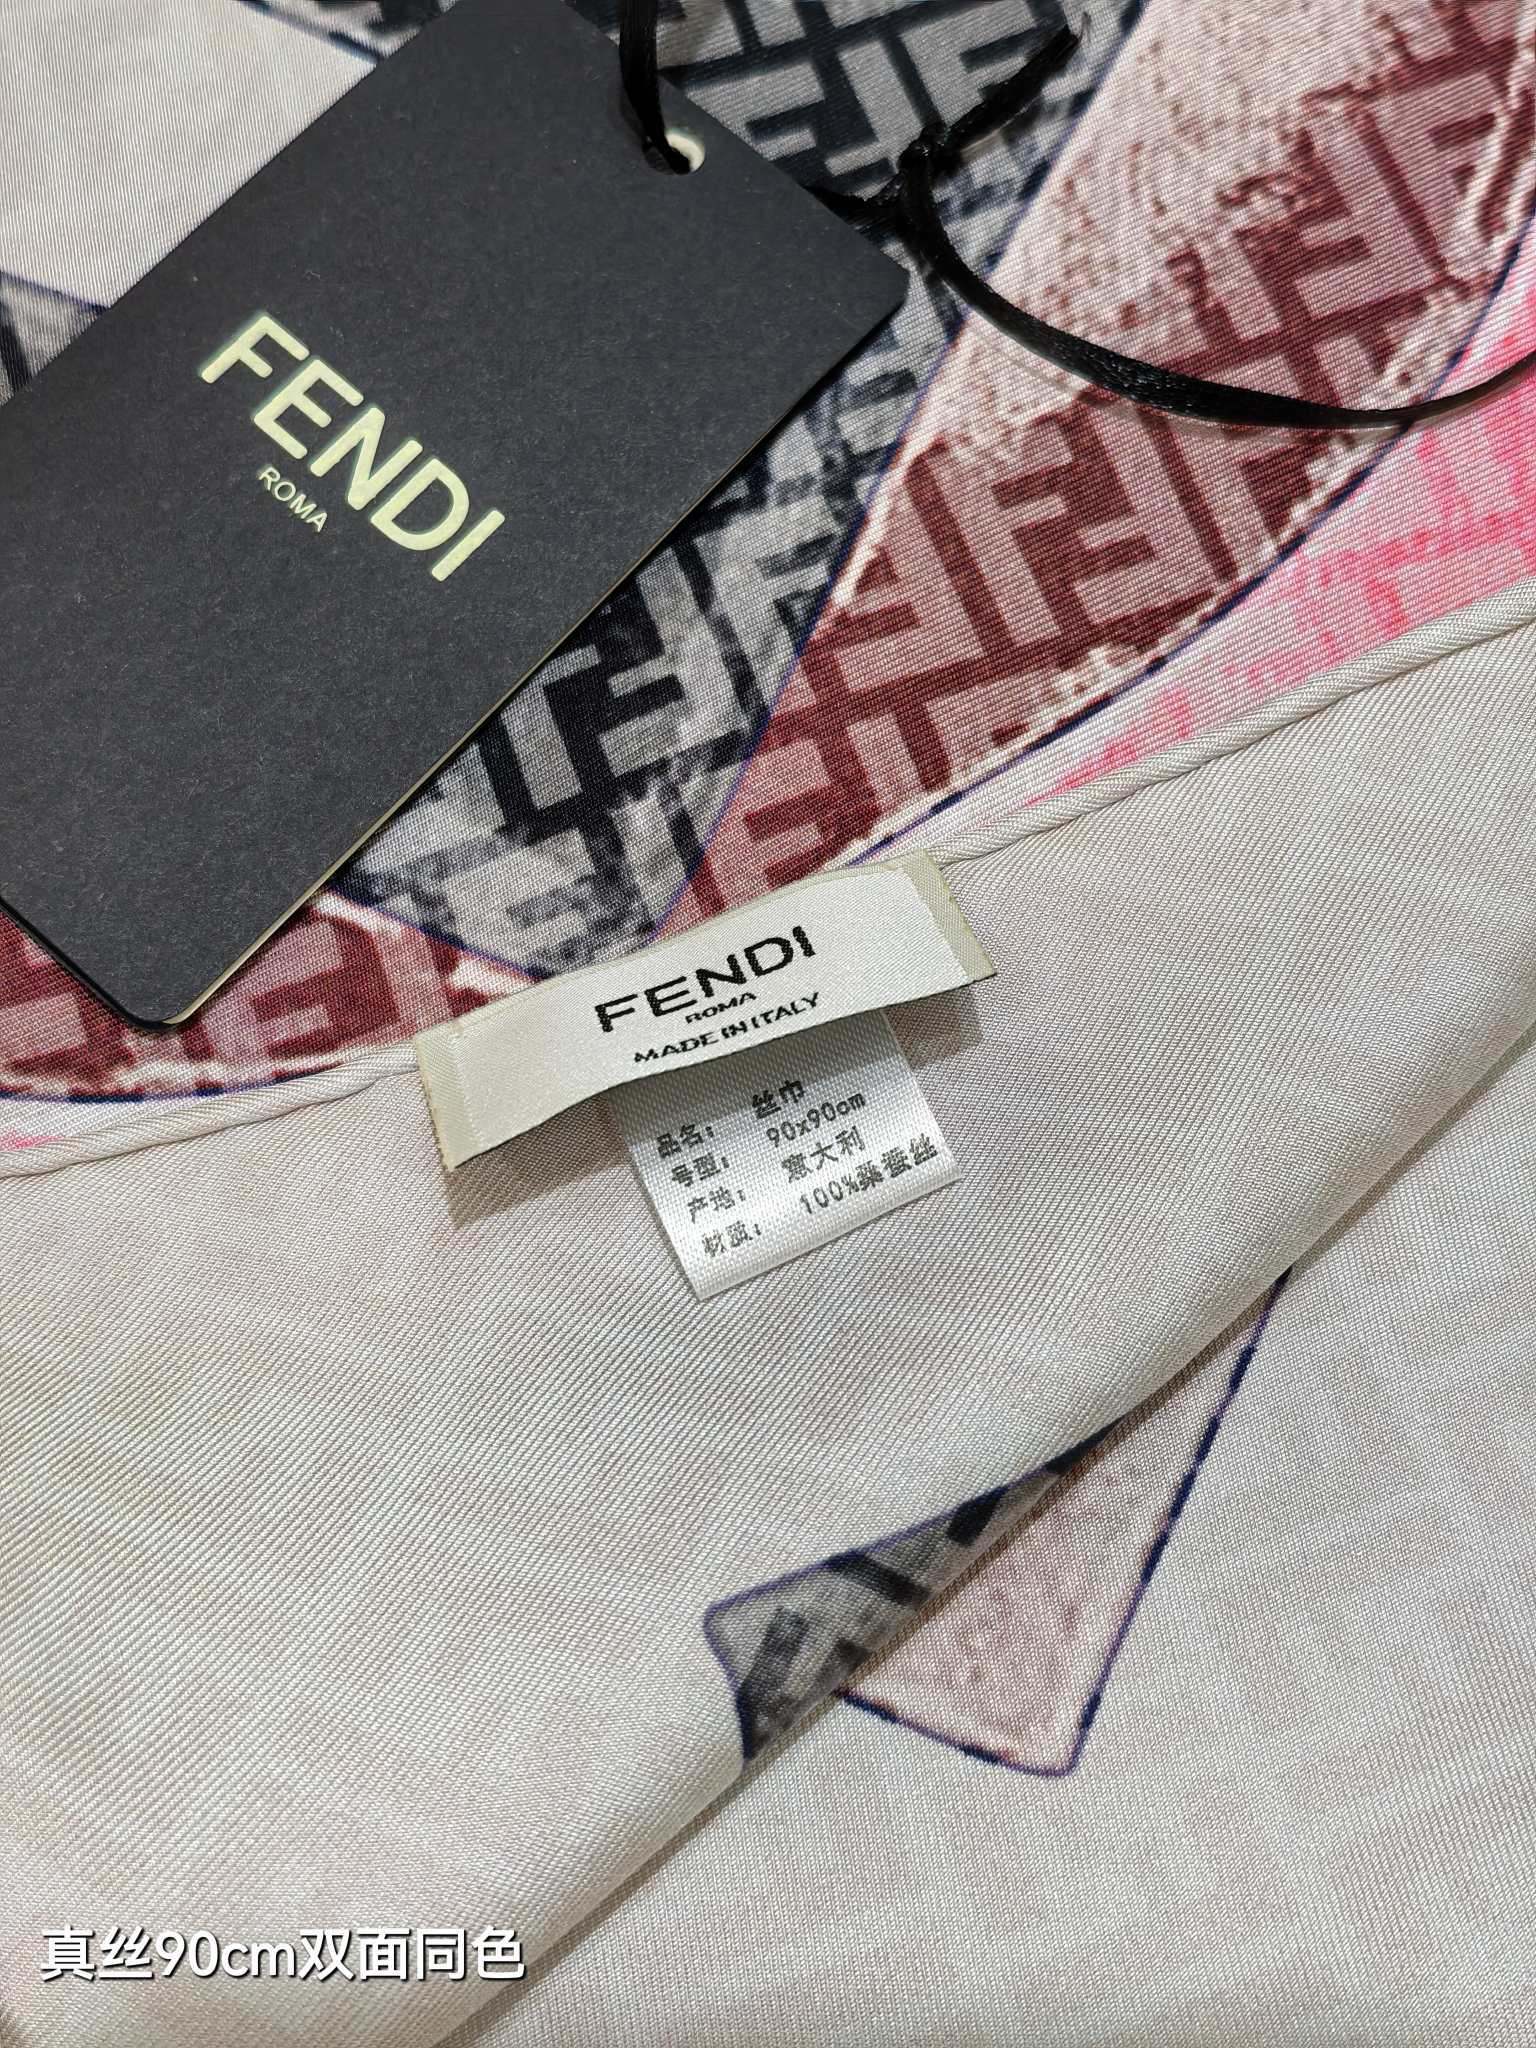 FENDI
ROMA
FENDI
ROMA
MADE IN ITALY
品名： 丝巾
号型： 90x90cm
产地： 意大利
材质： 100%桑蚕丝
真丝90cm双面同色